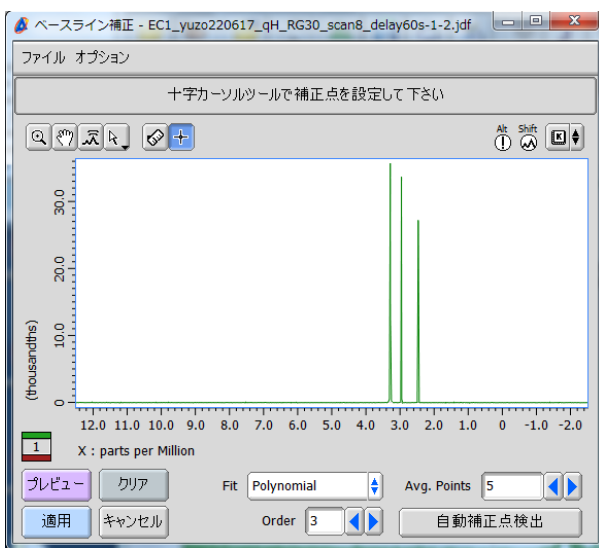 ベースライン補正 - EC1_yuzo220617_qH_RG30_scan8_delay60s-1-2.jdf
ファイル オプション
十字カーソルツールで補正点を設定して下さい
Alt Shift
K
30.0
20.0
10.0
0
(thousandths)
12.0 11.0 10.0 9.0 8.0 7.0 6.0 5.0 4.0 3.0 2.0 1.0 0 -1.0 -2.0
1
X : parts per Million
プレビュー クリア Fit Polynomial Avg. Points 5
適用 キャンセル Order 3 自動補正点検出